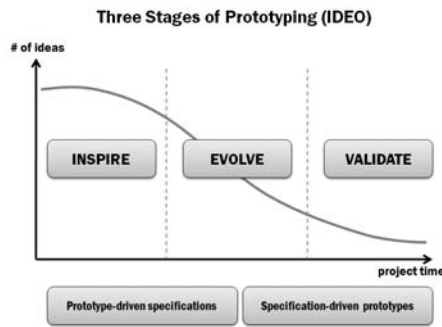 Three Stages of Prototyping (IDEO)
# of ideas
INSPIRE
EVOLVE
VALIDATE
project time
Prototype-driven specifications
Specification-driven prototypes